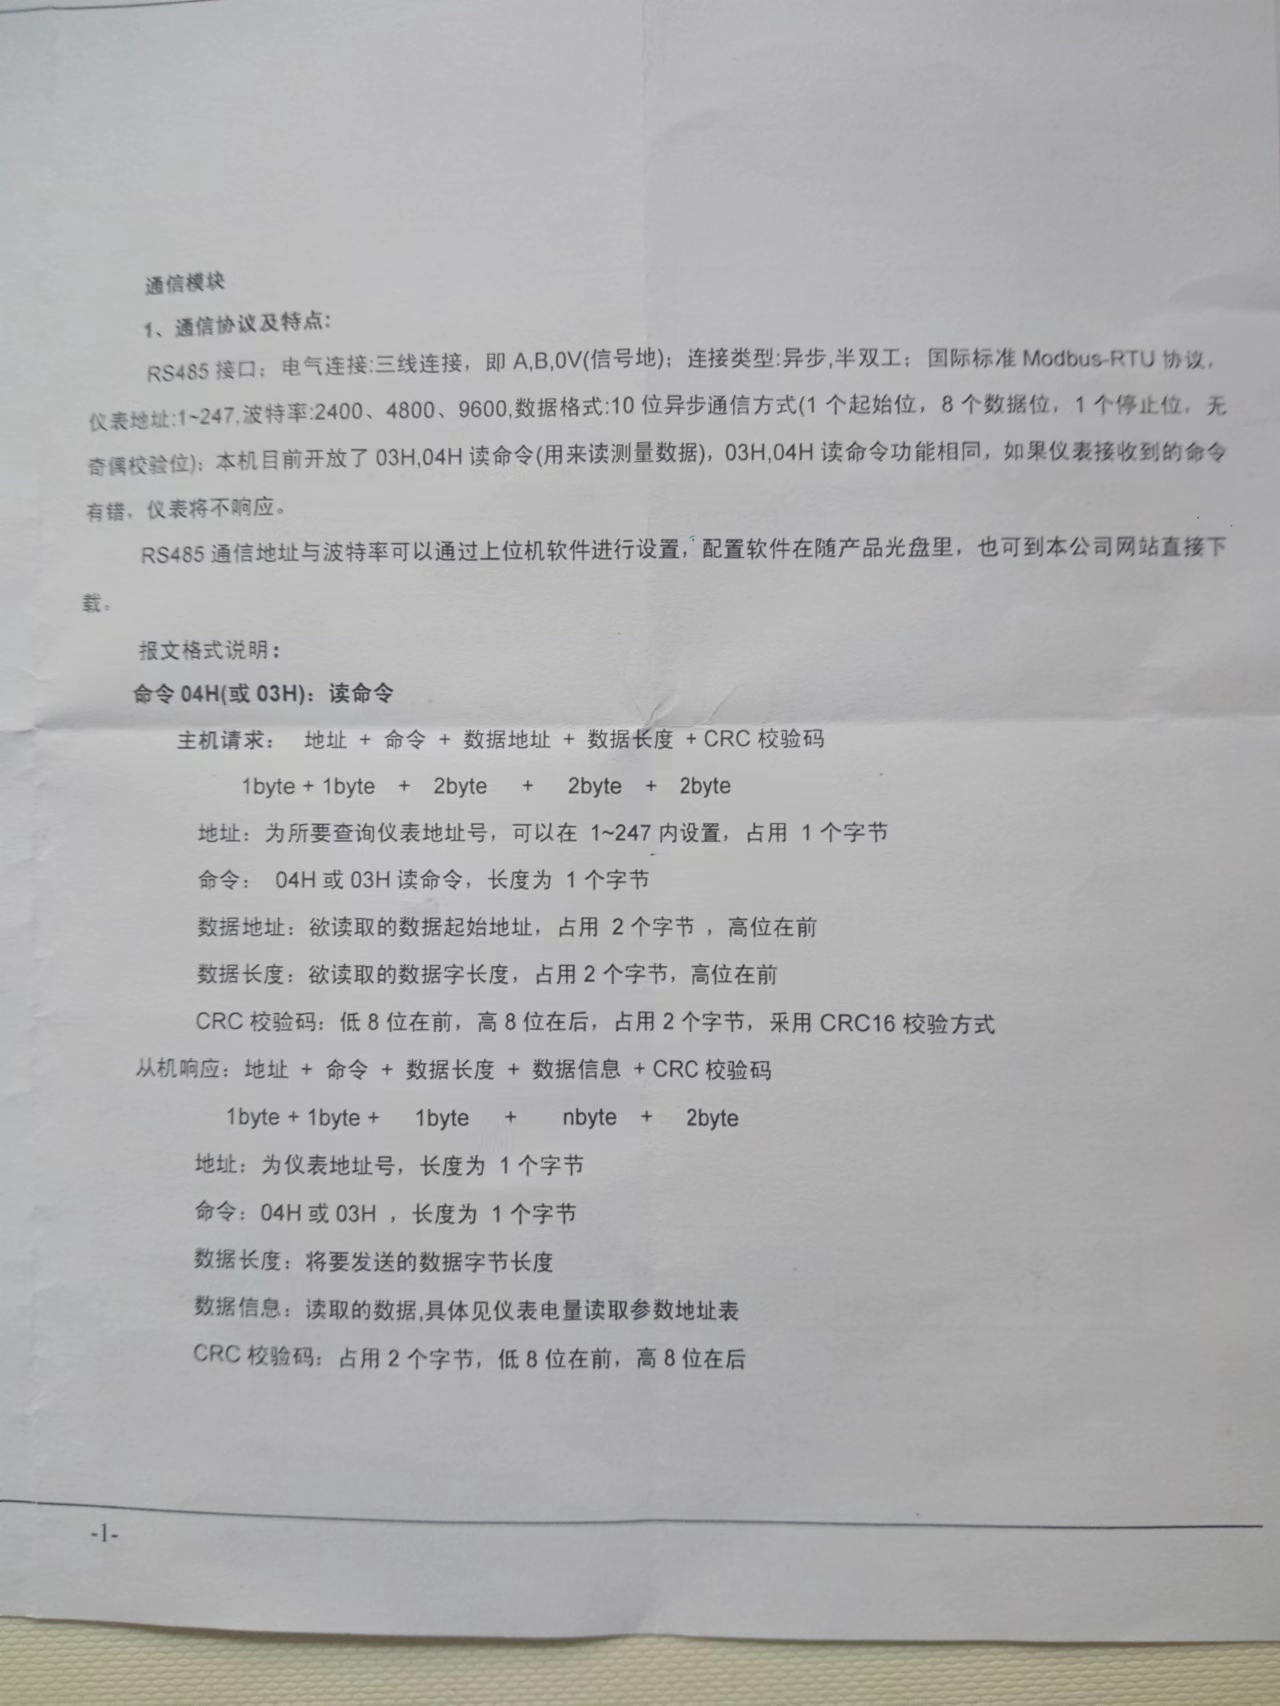 通信模块
1、通信协议及特点:
RS485 接口；电气连接:三线连接，即 A,B,0V(信号地)；连接类型:异步,半双工；国际标准 Modbus-RTU 协议，
仪表地址:1~247,波特率:2400、4800、9600,数据格式:10 位异步通信方式(1 个起始位，8 个数据位，1 个停止位，无
奇偶校验位)；本机目前开放了 03H,04H 读命令(用来读测量数据)，03H,04H 读命令功能相同，如果仪表接收到的命令
有错，仪表将不响应。
RS485 通信地址与波特率可以通过上位机软件进行设置，配置软件在随产品光盘里，也可到本公司网站直接下
载。
报文格式说明：
命令 04H(或 03H)：读命令
主机请求： 地址 + 命令 + 数据地址 + 数据长度 + CRC 校验码
1byte + 1byte + 2byte + 2byte + 2byte
地址：为所要查询仪表地址号，可以在 1~247 内设置，占用 1 个字节
命令： 04H 或 03H 读命令，长度为 1 个字节
数据地址：欲读取的数据起始地址，占用 2 个字节 ，高位在前
数据长度：欲读取的数据字长度，占用 2 个字节，高位在前
CRC 校验码：低 8 位在前，高 8 位在后，占用 2 个字节，采用 CRC16 校验方式
从机响应：地址 + 命令 + 数据长度 + 数据信息 + CRC 校验码
1byte + 1byte + 1byte + nbyte + 2byte
地址：为仪表地址号，长度为 1 个字节
命令：04H 或 03H ，长度为 1 个字节
数据长度：将要发送的数据字节长度
数据信息：读取的数据,具体见仪表电量读取参数地址表
CRC 校验码：占用 2 个字节，低 8 位在前，高 8 位在后
-1-